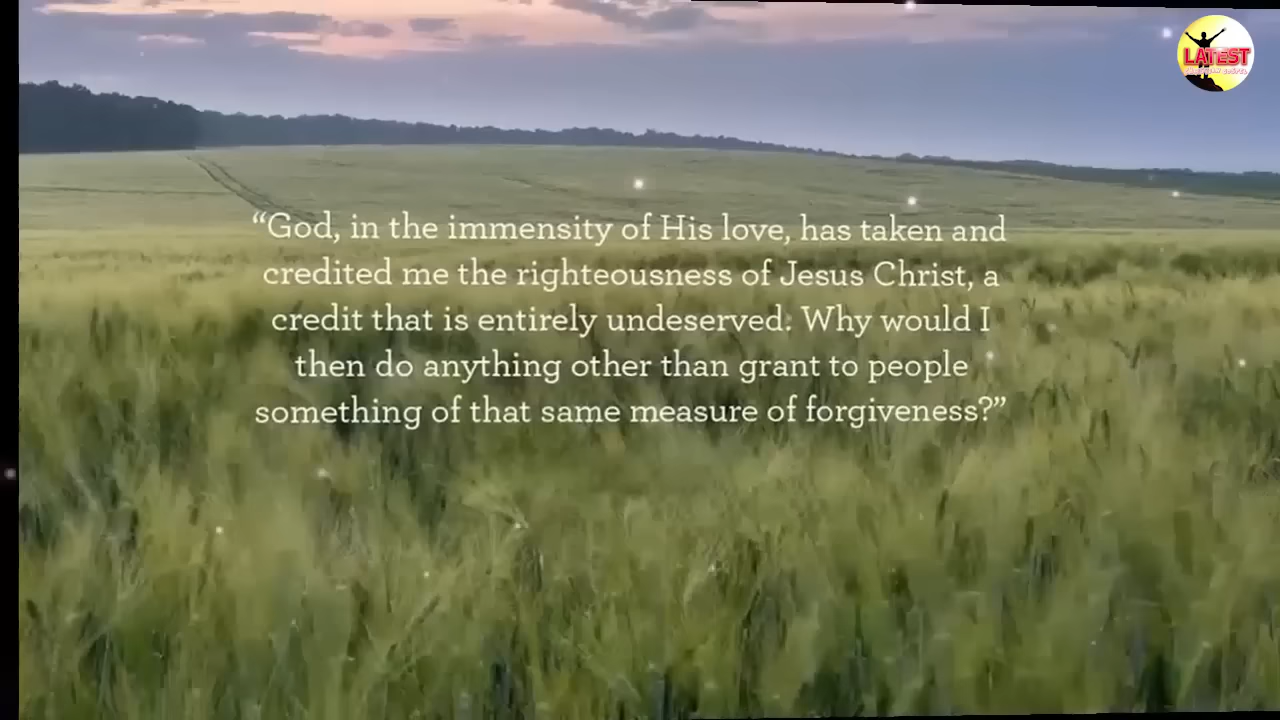 LATEST
“God, in the immensity of His love, has taken and
credited me the righteousness of Jesus Christ, a
credit that is entirely undeserved. Why would I
then do anything other than grant to people
something of that same measure of forgiveness?”